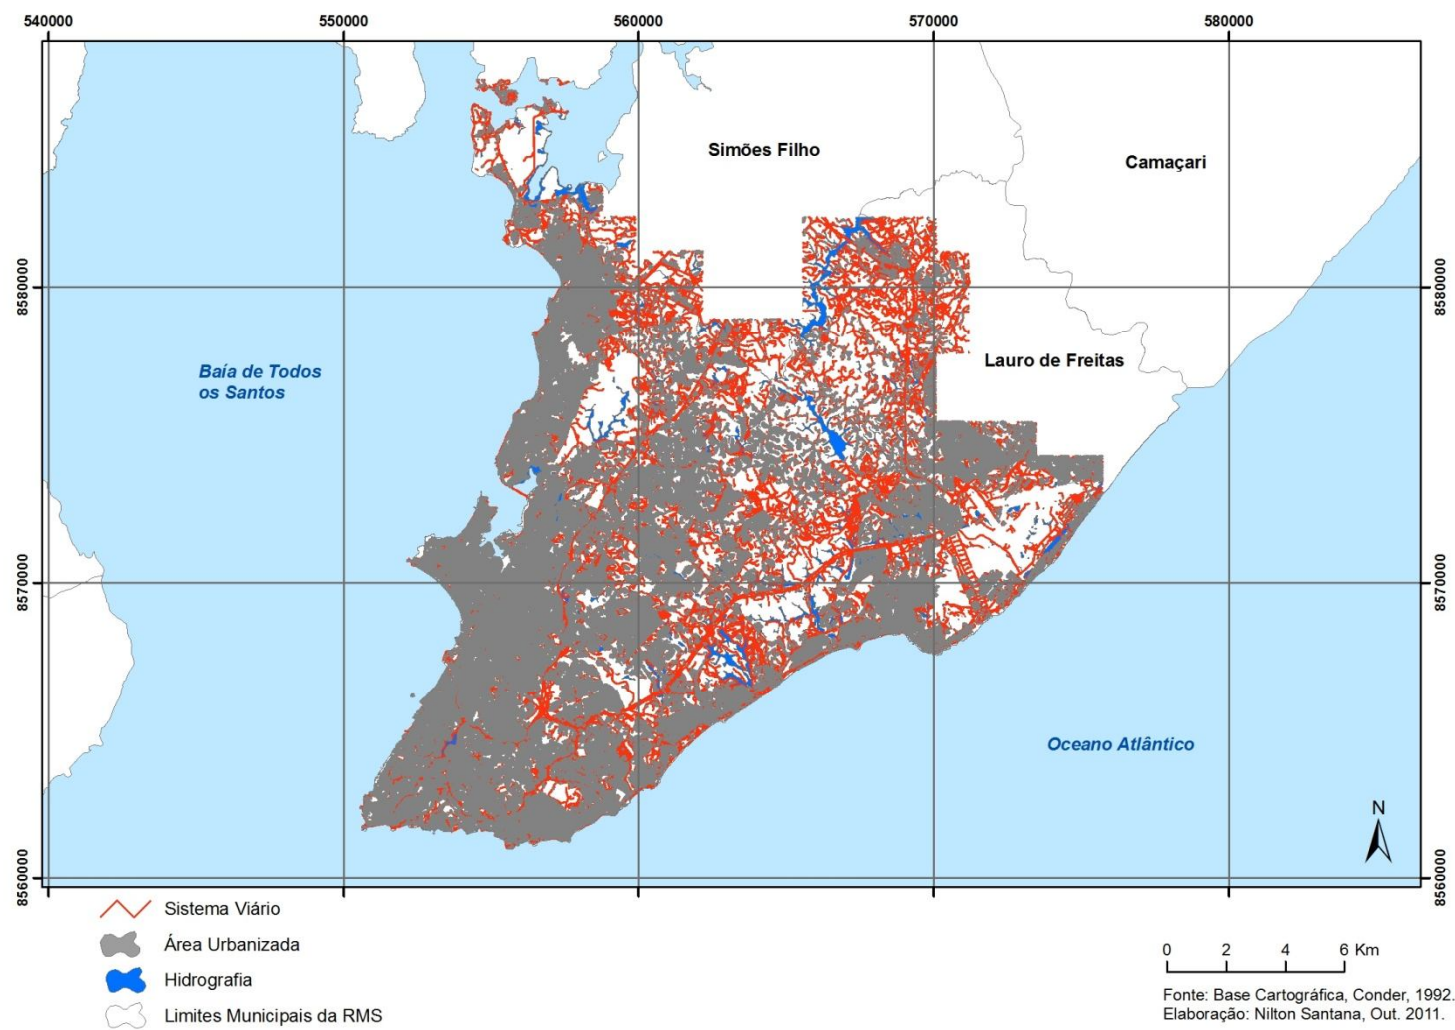 540000 550000 560000 570000 580000
Simões Filho
Camaçari
8580000 8580000
Lauro de Freitas
Baía de Todos
os Santos
8570000 8570000
Oceano Atlântico
N
8560000 8560000
Sistema Viário
Área Urbanizada
Hidrografia
Limites Municipais da RMS
0 2 4 6 Km
Fonte: Base Cartográfica, Conder, 1992.
Elaboração: Nilton Santana, Out. 2011.